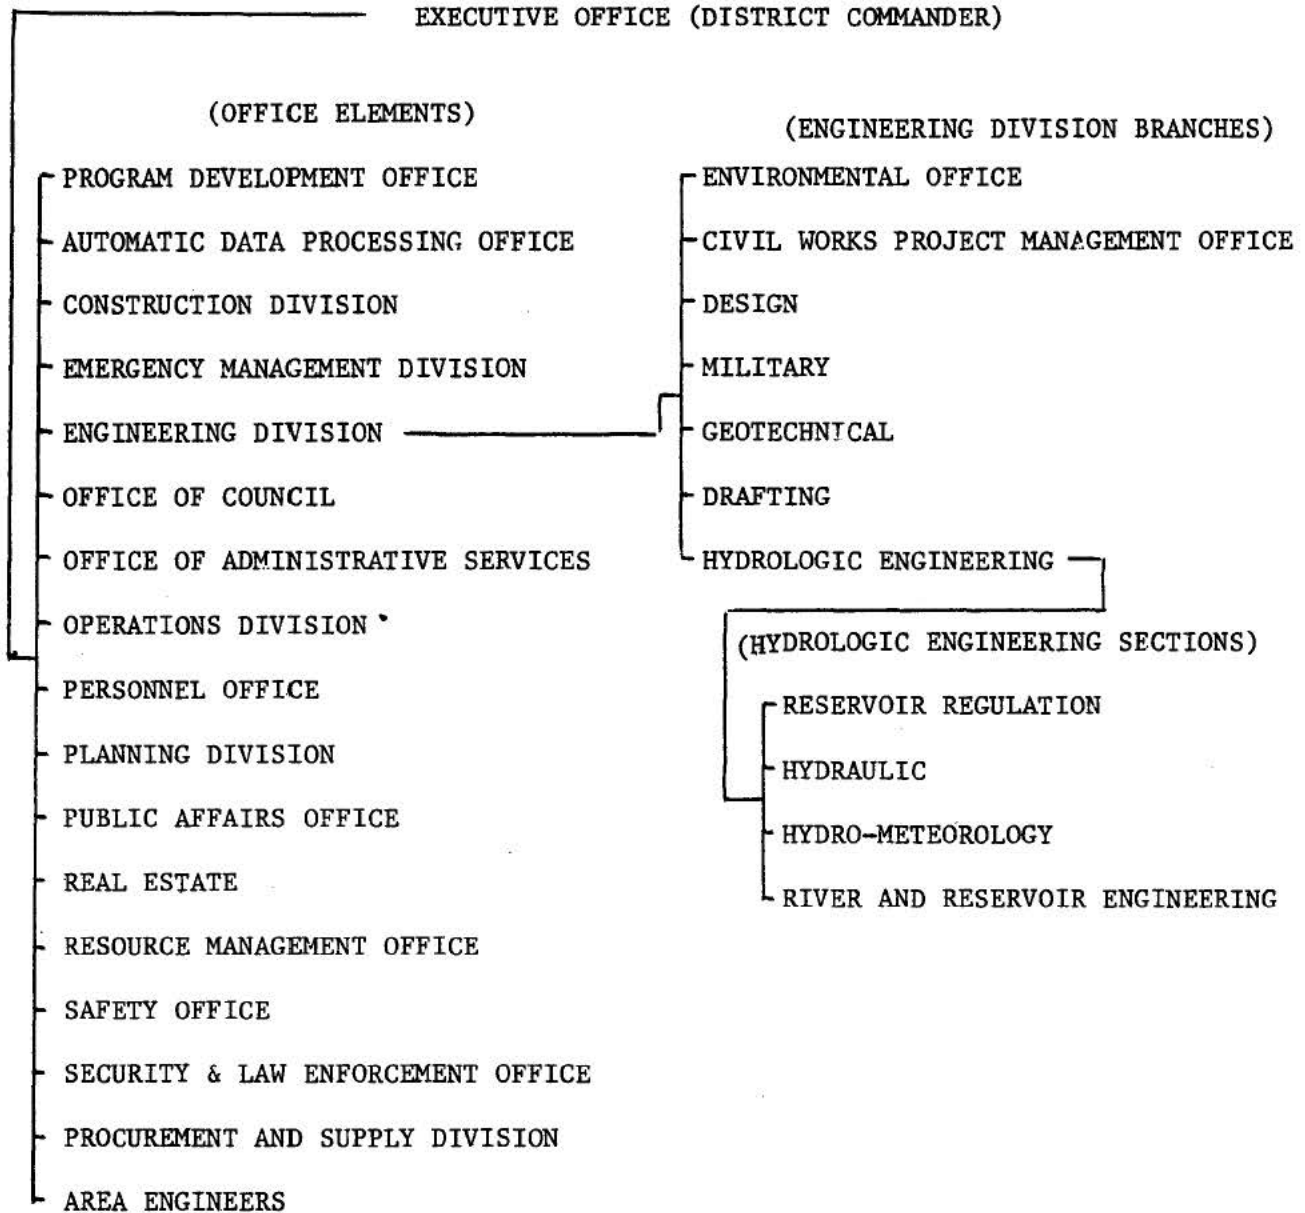 EXECUTIVE OFFICE (DISTRICT COMMANDER)
(OFFICE ELEMENTS)
PROGRAM DEVELOPMENT OFFICE
AUTOMATIC DATA PROCESSING OFFICE
CONSTRUCTION DIVISION
EMERGENCY MANAGEMENT DIVISION
ENGINEERING DIVISION
OFFICE OF COUNCIL
OFFICE OF ADMINISTRATIVE SERVICES
OPERATIONS DIVISION
PERSONNEL OFFICE
PLANNING DIVISION
PUBLIC AFFAIRS OFFICE
REAL ESTATE
RESOURCE MANAGEMENT OFFICE
SAFETY OFFICE
SECURITY & LAW ENFORCEMENT OFFICE
PROCUREMENT AND SUPPLY DIVISION
AREA ENGINEERS
(ENGINEERING DIVISION BRANCHES)
ENVIRONMENTAL OFFICE
CIVIL WORKS PROJECT MANAGEMENT OFFICE
DESIGN
MILITARY
GEOTECHNICAL
DRAFTING
HYDROLOGIC ENGINEERING
(HYDROLOGIC ENGINEERING SECTIONS)
RESERVOIR REGULATION
HYDRAULIC
HYDRO-METEOROLOGY
RIVER AND RESERVOIR ENGINEERING